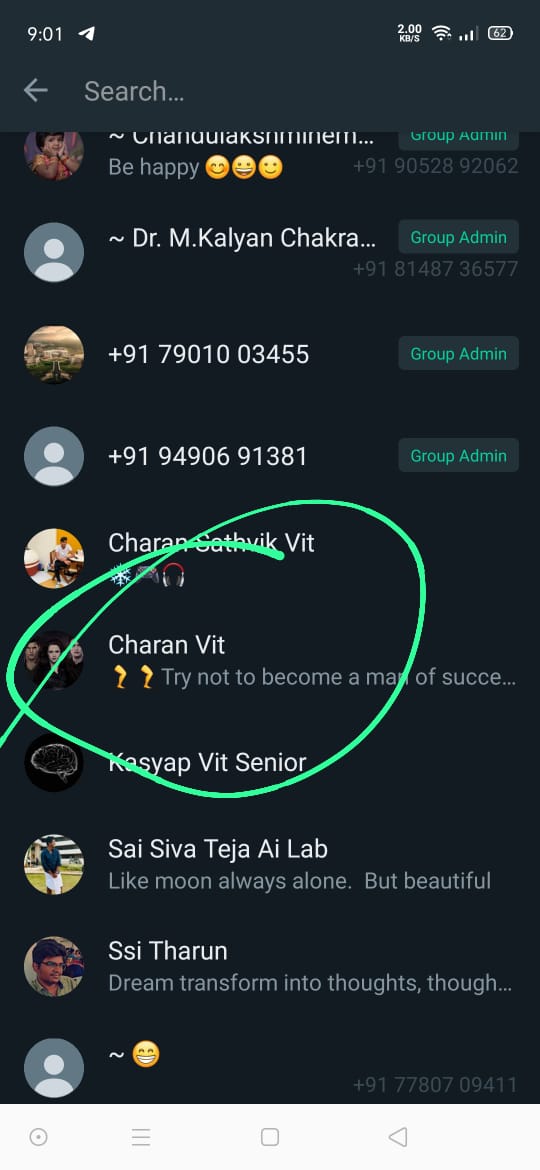 9:01 2.00 KB/S 62
Search...
~ Chandulakshminem... Group Admin
Be happy 😊😀🙂 +91 90528 92062
~ Dr. M.Kalyan Chakra... Group Admin
+91 81487 36577
+91 79010 03455 Group Admin
+91 94906 91381 Group Admin
Charan Sathvik Vit
❄️🎮🎧
Charan Vit
🦵🦵Try not to become a man of succe...
Kasyap Vit Senior
Sai Siva Teja Ai Lab
Like moon always alone. But beautiful
Ssi Tharun
Dream transform into thoughts, though...
~ 😁
+91 77807 09411